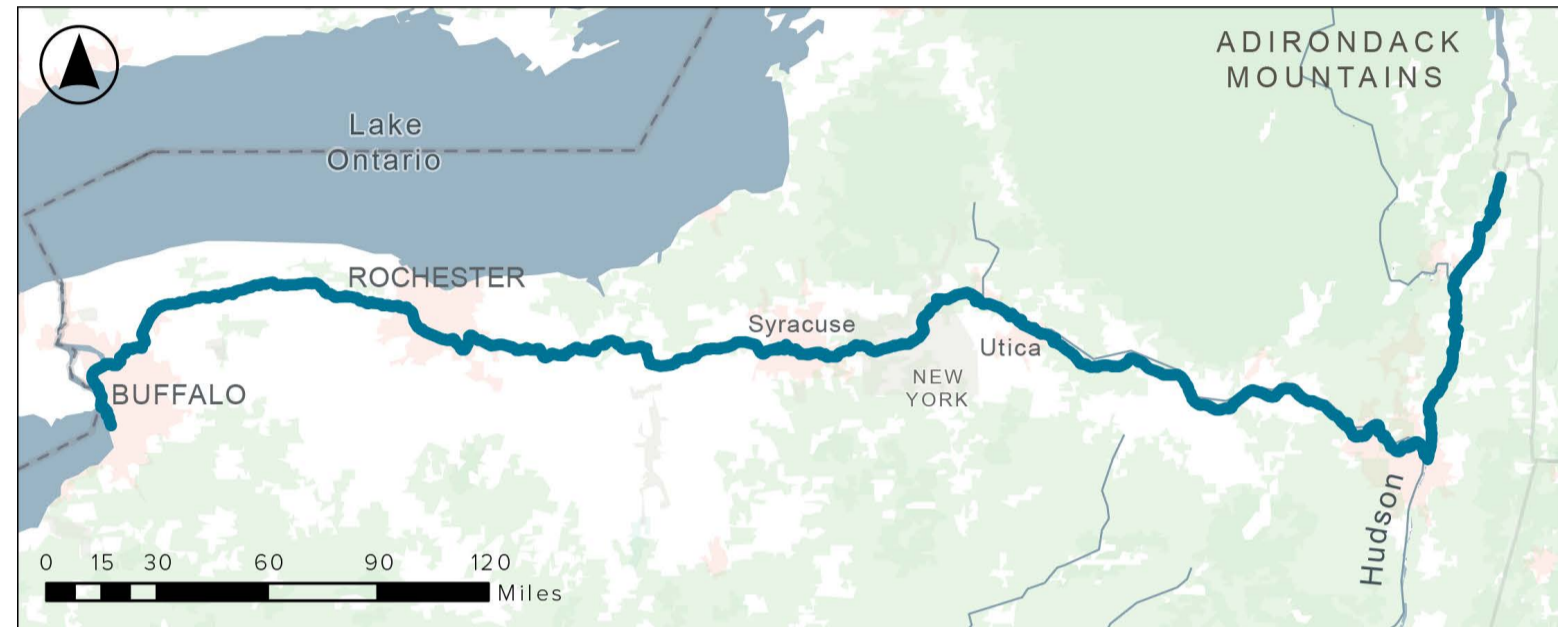 ADIRONDACK
MOUNTAINS
Lake
Ontario
ROCHESTER
Syracuse
Utica
NEW
YORK
BUFFALO
Hudson
0 15 30 60 90 120
Miles